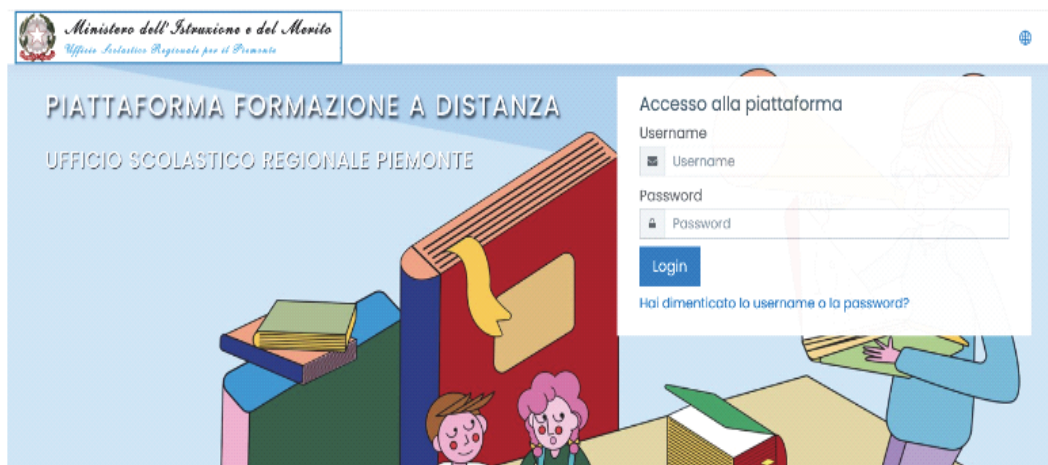 Ministero dell'Istruzione e del Merito
Ufficio Scolastico Regionale per il Piemonte
PIATTAFORMA FORMAZIONE A DISTANZA
UFFICIO SCOLASTICO REGIONALE PIEMONTE
Accesso alla piattaforma
Username
Username
Password
Password
Login
Hai dimenticato lo username o la password?